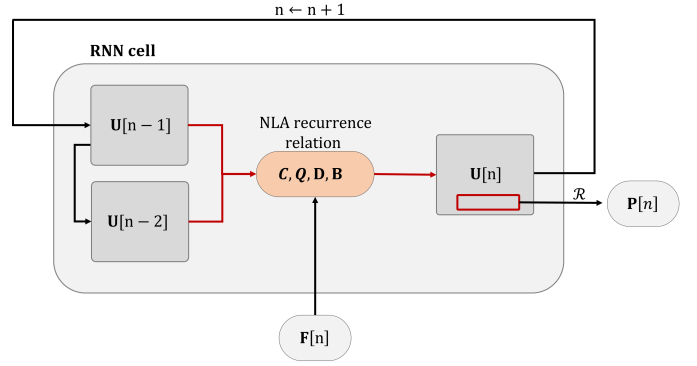 n ← n + 1
RNN cell
U[n − 1]
NLA recurrence
relation
C, Q, D, B
U[n]
ℛ
P[n]
U[n − 2]
F[n]